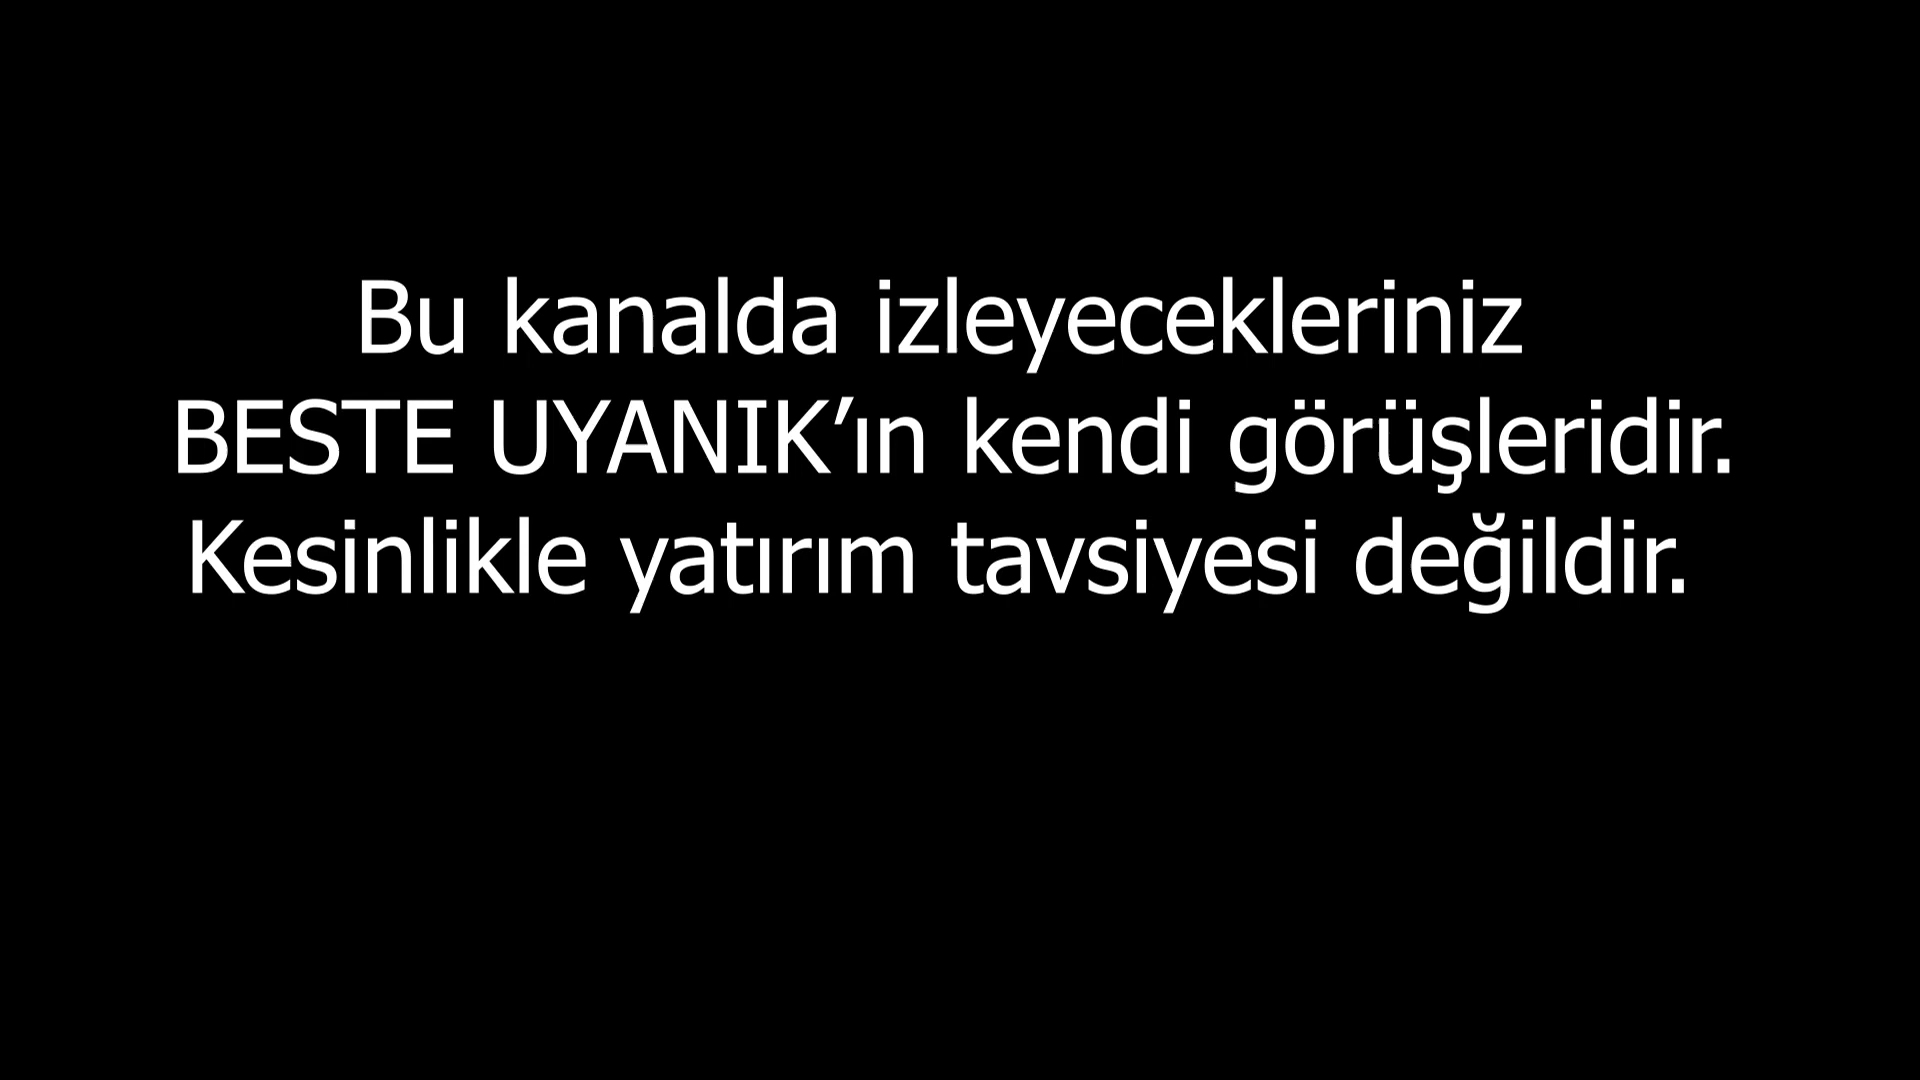 Bu kanalda izleyecekleriniz
BESTE UYANIK’ın kendi görüşleridir.
Kesinlikle yatırım tavsiyesi değildir.